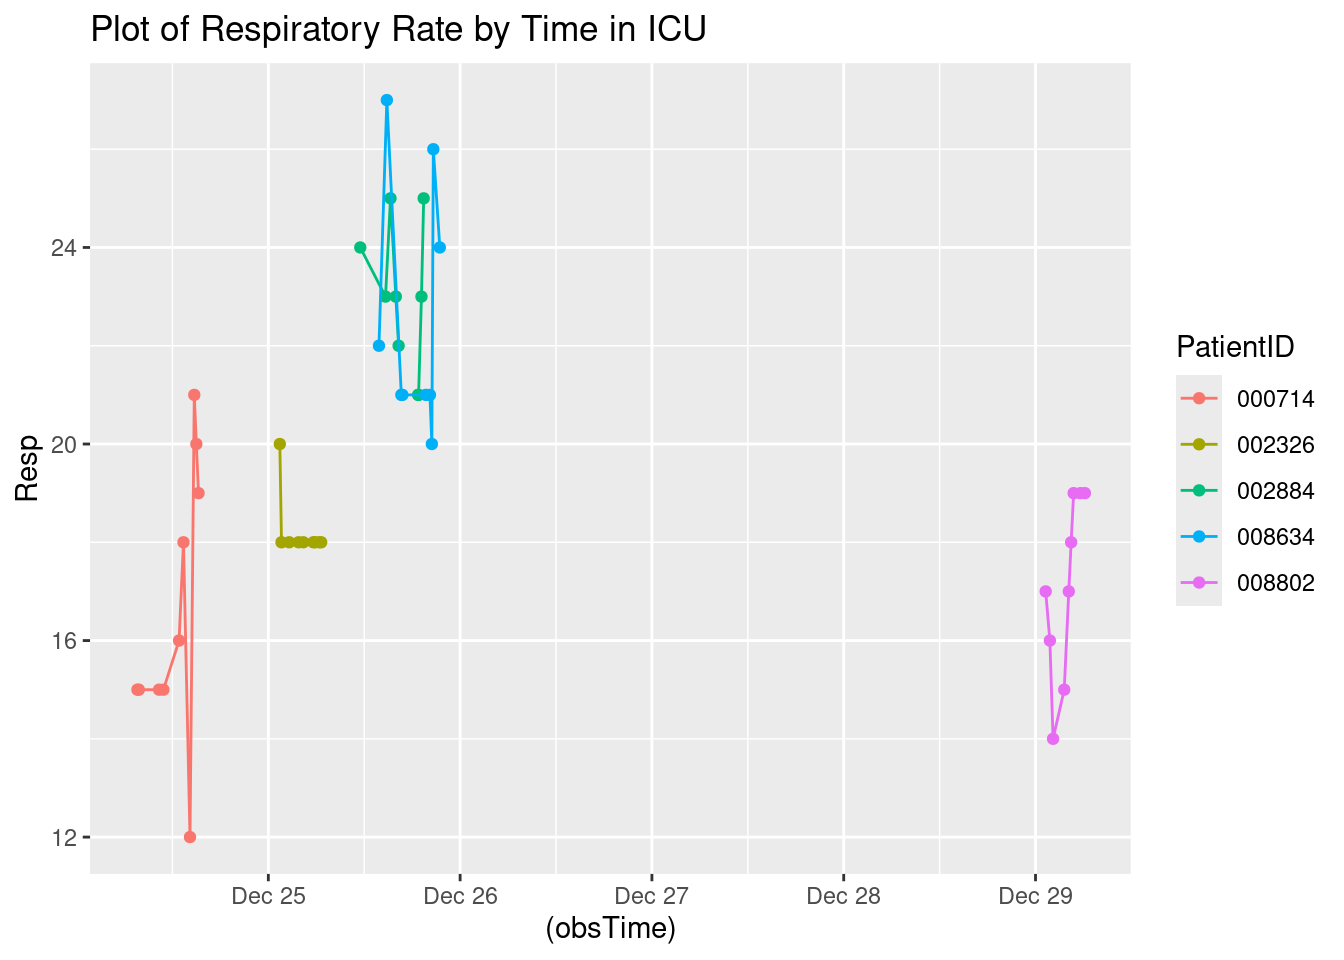 Plot of Respiratory Rate by Time in ICU
Resp
24
20
16
12
Dec 25 Dec 26 Dec 27 Dec 28 Dec 29
(obsTime)
PatientID
000714
002326
002884
008634
008802